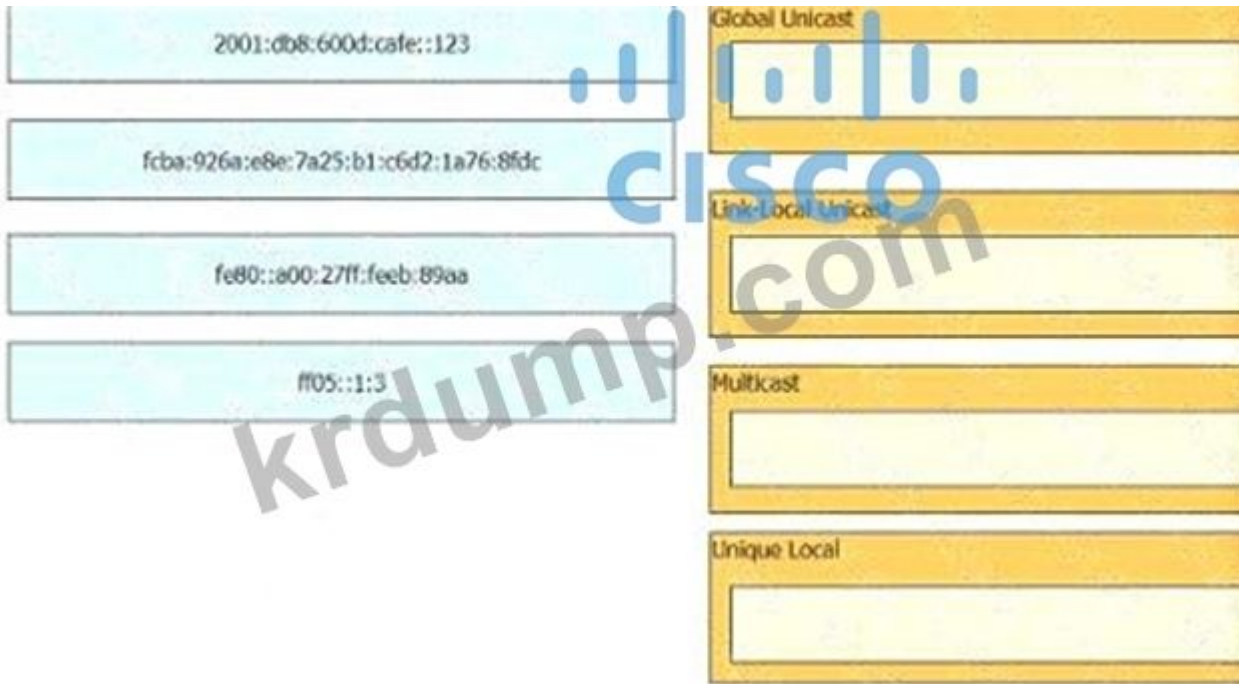 2001:db8:600d:cafe::123
fcba:926a:e8e:7a25:b1:c6d2:1a76:8fdc
fe80::a00:27ff:feeb:89aa
ff05::1:3
Global Unicast
Link-Local Unicast
Multicast
Unique Local
CISCO
krdump.com